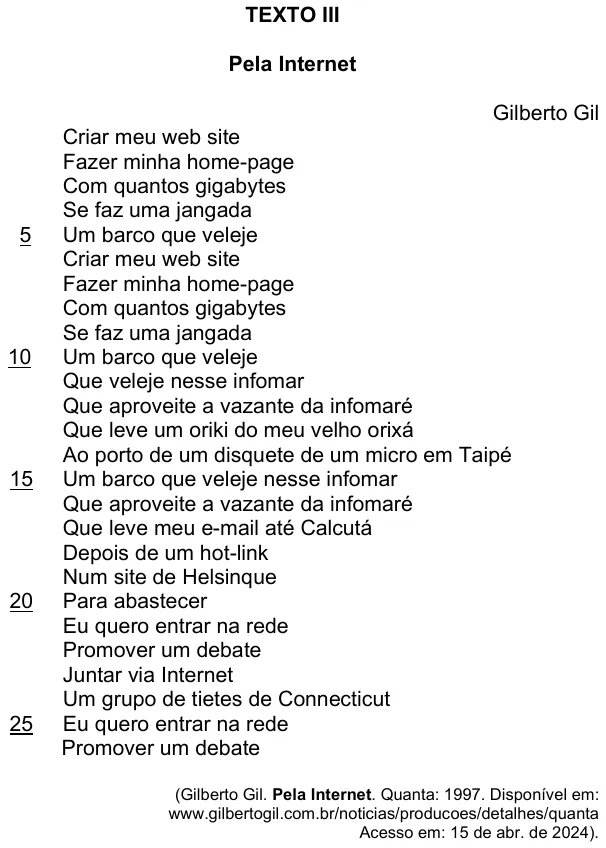 TEXTO III
Pela Internet
Gilberto Gil
Criar meu web site
Fazer minha home-page
Com quantos gigabytes
Se faz uma jangada
5 Um barco que veleje
Criar meu web site
Fazer minha home-page
Com quantos gigabytes
Se faz uma jangada
10 Um barco que veleje
Que veleje nesse infomar
Que aproveite a vazante da infomaré
Que leve um oriki do meu velho orixá
Ao porto de um disquete de um micro em Taipé
15 Um barco que veleje nesse infomar
Que aproveite a vazante da infomaré
Que leve meu e-mail até Calcutá
Depois de um hot-link
Num site de Helsinque
20 Para abastecer
Eu quero entrar na rede
Promover um debate
Juntar via Internet
Um grupo de tietes de Connecticut
25 Eu quero entrar na rede
Promover um debate
(Gilberto Gil. Pela Internet. Quanta: 1997. Disponível em:
www.gilbertogil.com.br/noticias/producoes/detalhes/quanta
Acesso em: 15 de abr. de 2024).